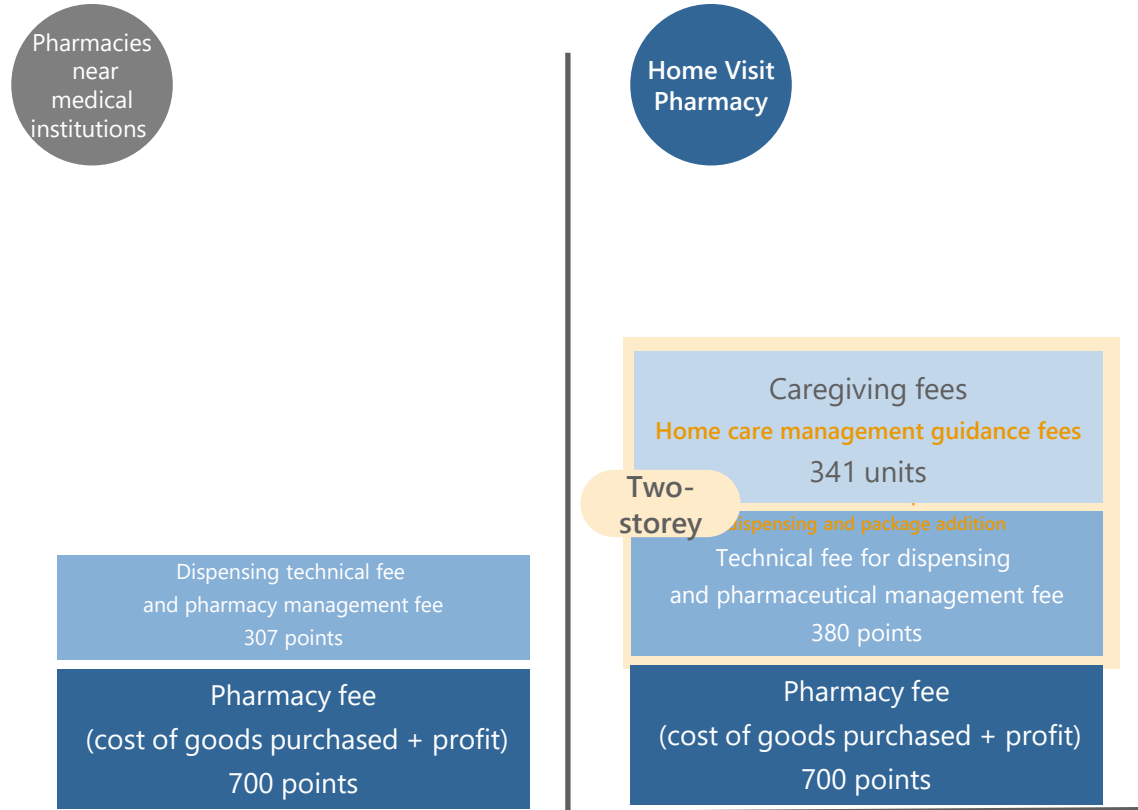 Pharmacies
near
medical
institutions
Dispensing technical fee
and pharmacy management fee
307 points
Pharmacy fee
(cost of goods purchased + profit)
700 points
Home Visit
Pharmacy
Caregiving fees
Home care management guidance fees
341 units
Two-
storey
dispensing and package addition
Technical fee for dispensing
and pharmaceutical management fee
380 points
Pharmacy fee
(cost of goods purchased + profit)
700 points